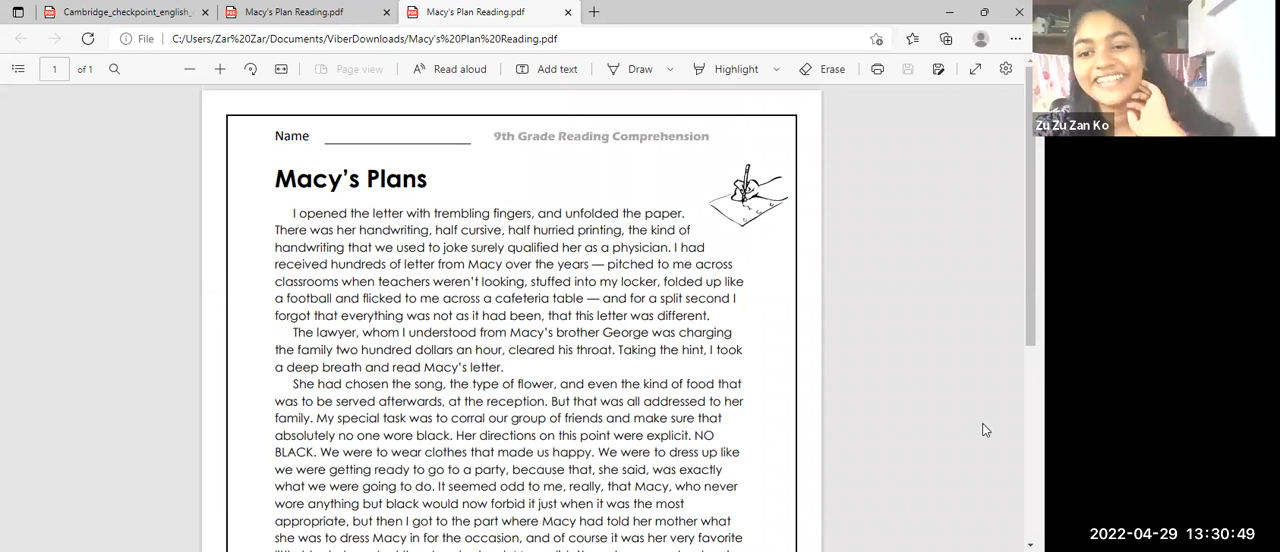 Cambridge_checkpoint_english_
Macy's Plan Reading.pdf
Macy's Plan Reading.pdf
File
C:/Users/Zar%20Zar/Documents/ViberDownloads/Macy's%20Plan%20Reading.pdf
1 of 1
Page view
Read aloud
Add text
Draw
Highlight
Erase
Zu Zu Zan Ko
Name
9th Grade Reading Comprehension
Macy's Plans
I opened the letter with trembling fingers, and unfolded the paper.
There was her handwriting, half cursive, half hurried printing, the kind of
handwriting that we used to joke surely qualified her as a physician. I had
received hundreds of letter from Macy over the years — pitched to me across
classrooms when teachers weren't looking, stuffed into my locker, folded up like
a football and flicked to me across a cafeteria table — and for a split second I
forgot that everything was not as it had been, that this letter was different.
The lawyer, whom I understood from Macy's brother George was charging
the family two hundred dollars an hour, cleared his throat. Taking the hint, I took
a deep breath and read Macy's letter.
She had chosen the song, the type of flower, and even the kind of food that
was to be served afterwards, at the reception. But that was all addressed to her
family. My special task was to corral our group of friends and make sure that
absolutely no one wore black. Her directions on this point were explicit. NO
BLACK. We were to wear clothes that made us happy. We were to dress up like
we were getting ready to go to a party, because that, she said, was exactly
what we were going to do. It seemed odd to me, really, that Macy, who never
wore anything but black would now forbid it just when it was the most
appropriate, but then I got to the part where Macy had told her mother what
she was to dress Macy in for the occasion, and of course it was her very favorite
2022-04-29 13:30:49